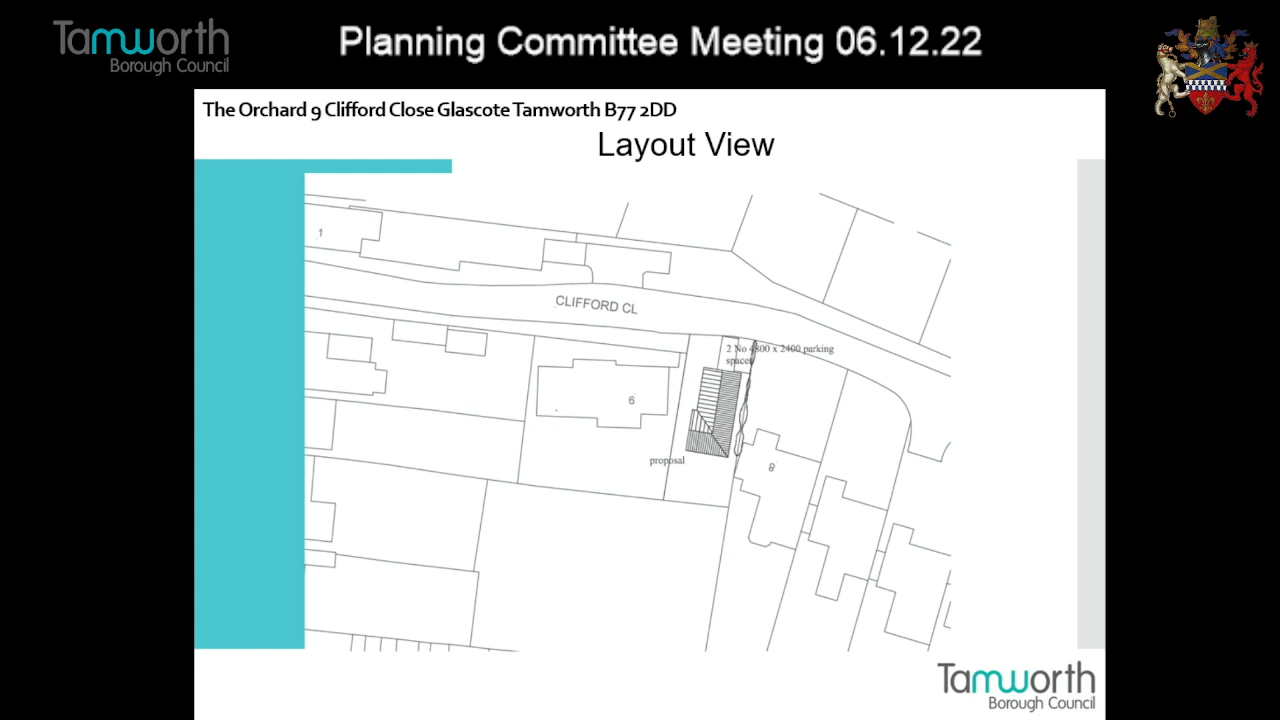 Tamworth
Borough Council
Planning Committee Meeting 06.12.22
The Orchard 9 Clifford Close Glascote Tamworth B77 2DD
Layout View
1
CLIFFORD CL
2 No 4800 x 2400 parking
spaces
6
proposal
8
Tamworth
Borough Council